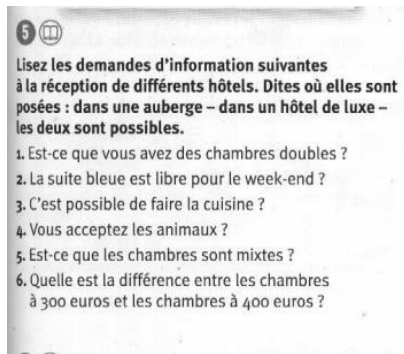 5
Lisez les demandes d’information suivantes
à la réception de différents hôtels. Dites où elles sont
posées : dans une auberge – dans un hôtel de luxe –
les deux sont possibles.
1. Est-ce que vous avez des chambres doubles ?
2. La suite bleue est libre pour le week-end ?
3. C’est possible de faire la cuisine ?
4. Vous acceptez les animaux ?
5. Est-ce que les chambres sont mixtes ?
6. Quelle est la différence entre les chambres
à 300 euros et les chambres à 400 euros ?